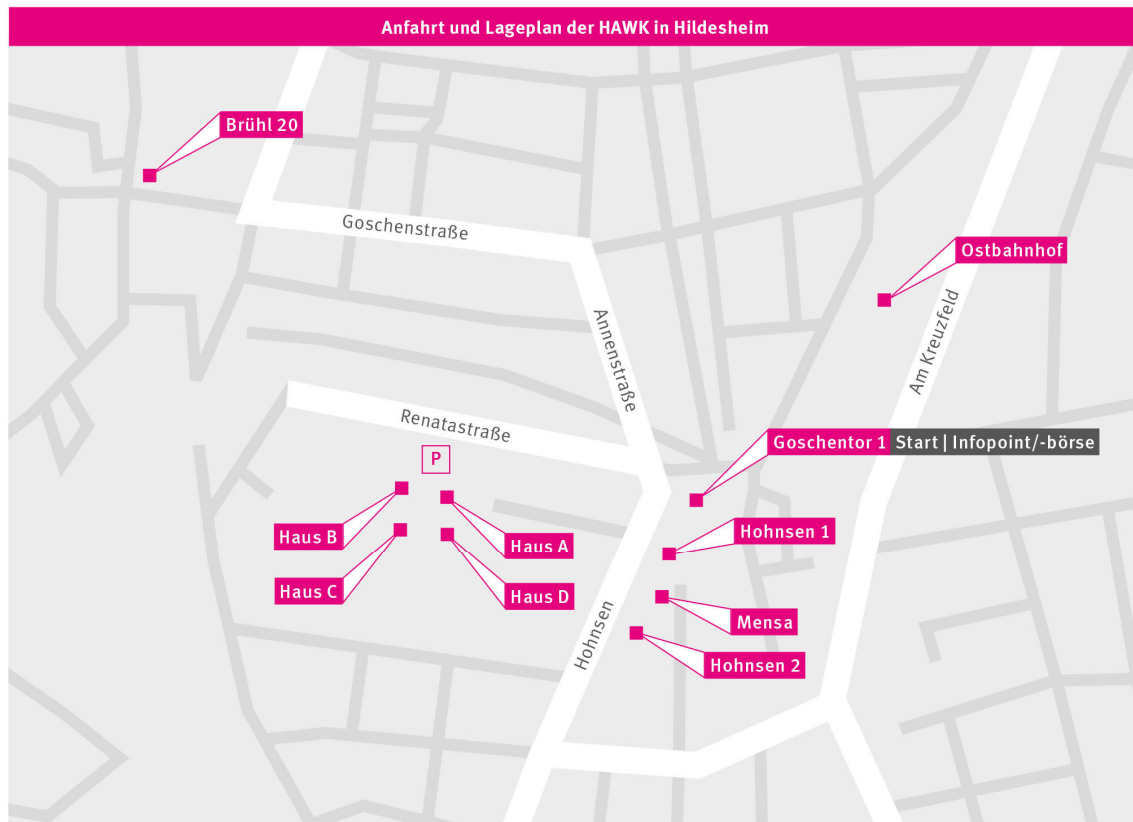 Anfahrt und Lageplan der HAWK in Hildesheim
Brühl 20
Goschenstraße
Ostbahnhof
Am Kreuzfeld
Annenstraße
Renatastraße
Goschentor 1 Start | Infopoint/-börse
P
Haus B
Haus A
Hohnsen 1
Haus C
Haus D
Mensa
Hohnsen
Hohnsen 2